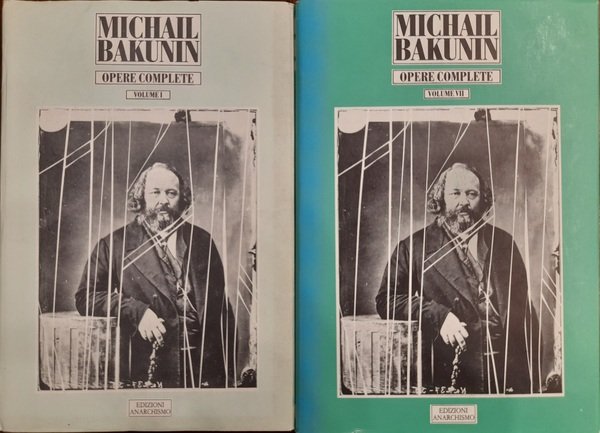 MICHAIL
BAKUNIN
OPERE COMPLETE
VOLUME I
EDIZIONI
ANARCHISMO
MICHAIL
BAKUNIN
OPERE COMPLETE
VOLUME VII
EDIZIONI
ANARCHISMO